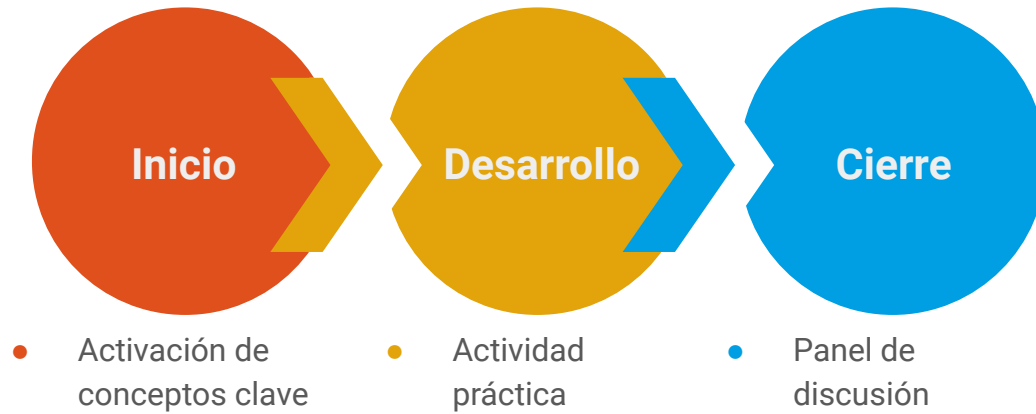 Inicio
Desarrollo
Cierre
• Activación de
conceptos clave
• Actividad
práctica
• Panel de
discusión